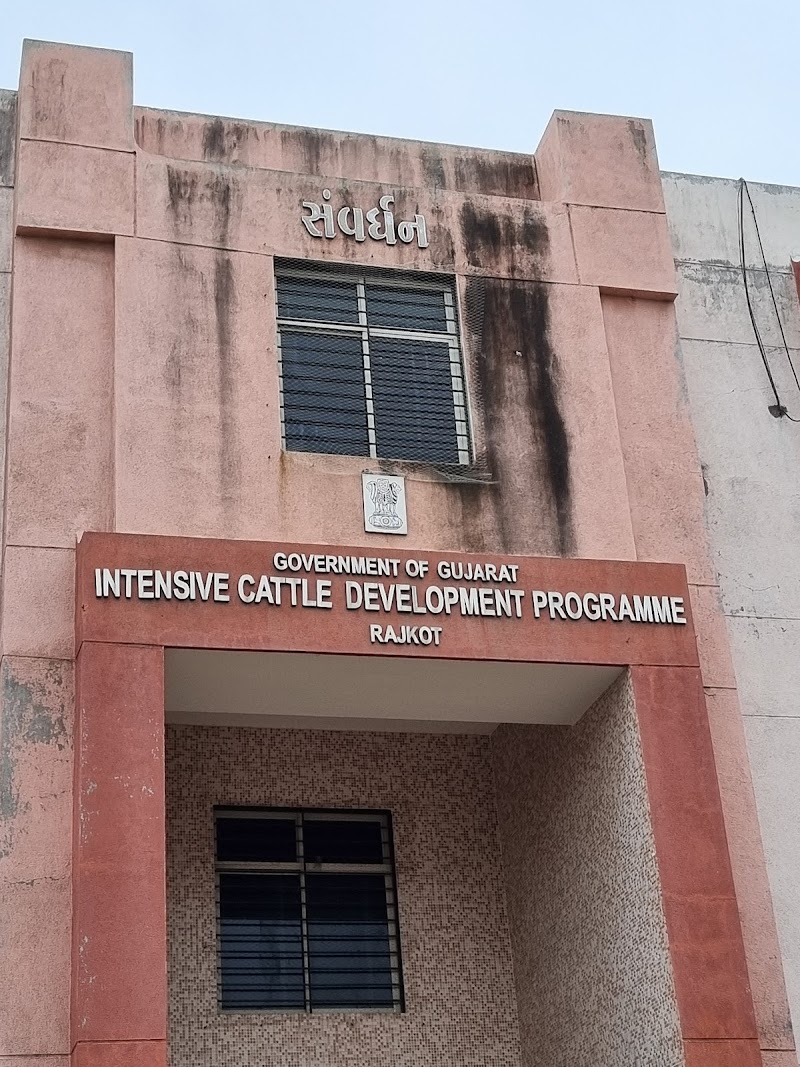 સંવર્ધન
GOVERNMENT OF GUJARAT
INTENSIVE CATTLE DEVELOPMENT PROGRAMME
RAJKOT